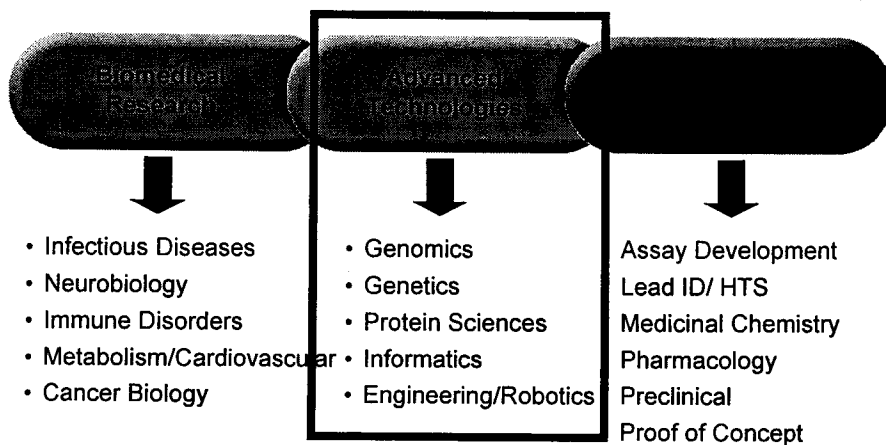 Biomedical
Research
Advanced
Technologies
• Infectious Diseases
• Neurobiology
• Immune Disorders
• Metabolism/Cardiovascular
• Cancer Biology
• Genomics
• Genetics
• Protein Sciences
• Informatics
• Engineering/Robotics
Assay Development
Lead ID/ HTS
Medicinal Chemistry
Pharmacology
Preclinical
Proof of Concept